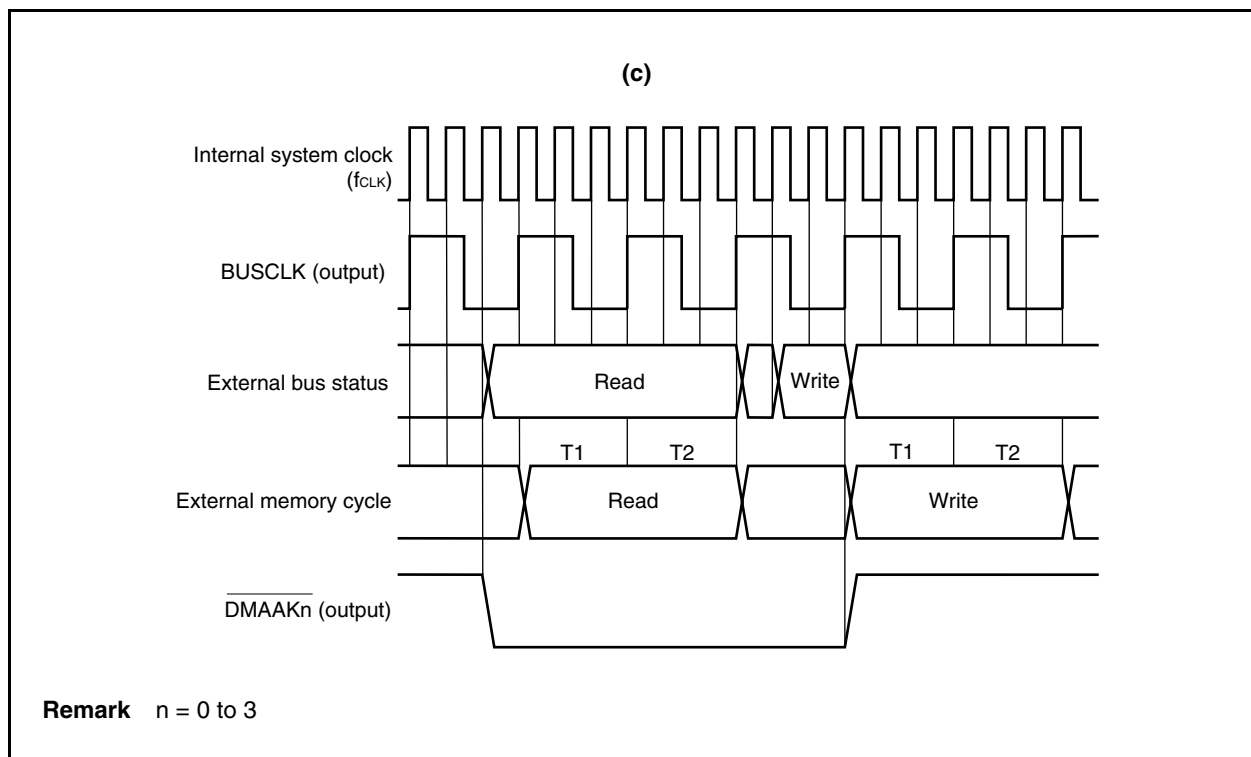 (c)
Internal system clock
(fCLK)
BUSCLK (output)
External bus status
Read
Write
T1
T2
T1
T2
External memory cycle
Read
Write
DMAAKn (output)
Remark n = 0 to 3